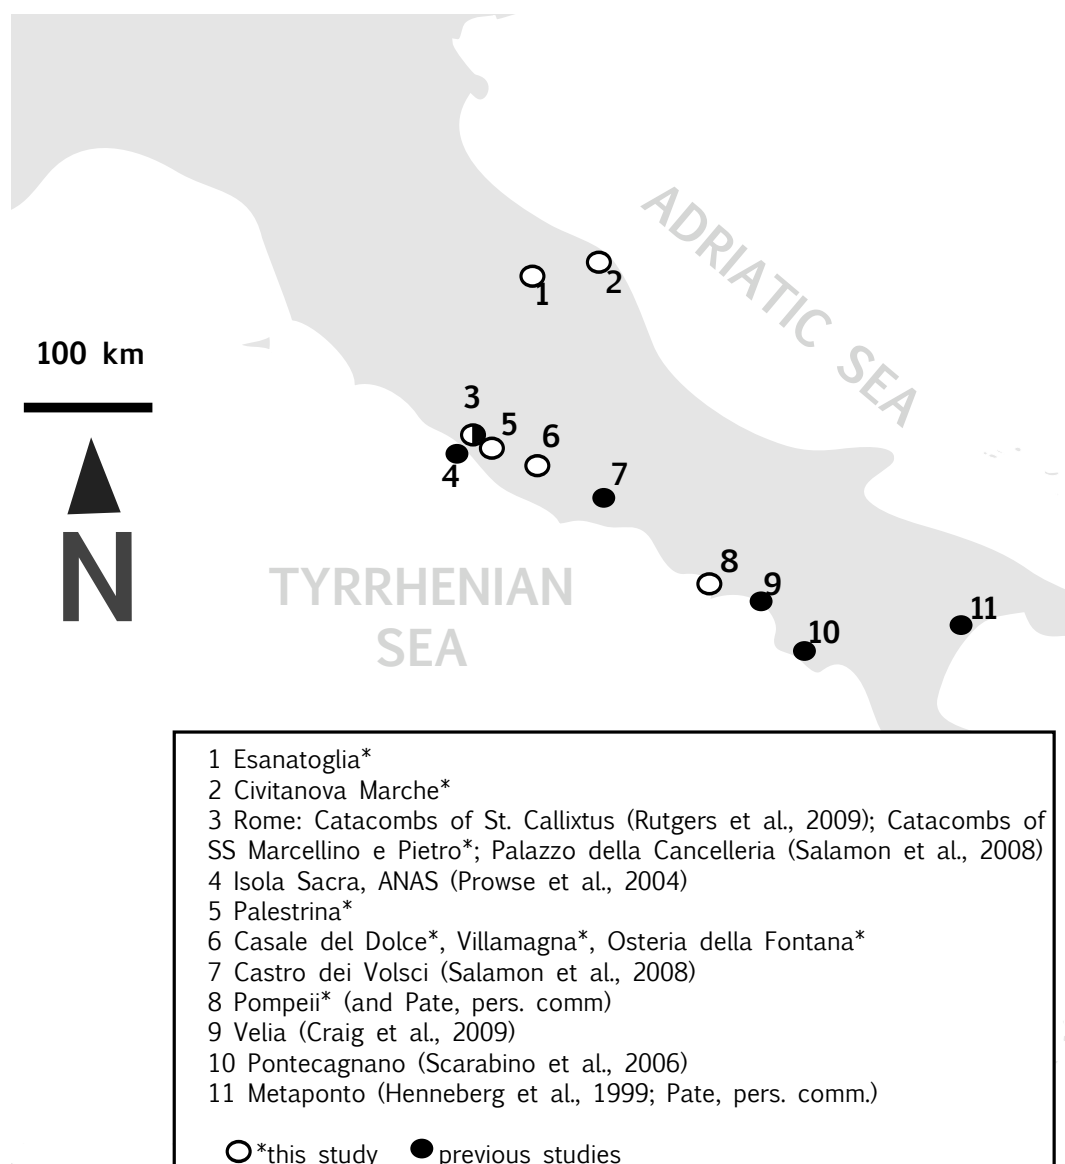 ADRIATIC SEA
1
2
100 km
3
5
6
4
7
N
TYRRHENIAN
SEA
8
9
10
11
1 Esanatoglia*
2 Civitanova Marche*
3 Rome: Catacombs of St. Callixtus (Rutgers et al., 2009); Catacombs of
SS Marcellino e Pietro*; Palazzo della Cancelleria (Salamon et al., 2008)
4 Isola Sacra, ANAS (Prowse et al., 2004)
5 Palestrina*
6 Casale del Dolce*, Villamagna*, Osteria della Fontana*
7 Castro dei Volsci (Salamon et al., 2008)
8 Pompeii* (and Pate, pers. comm)
9 Velia (Craig et al., 2009)
10 Pontecagnano (Scarabino et al., 2006)
11 Metaponto (Henneberg et al., 1999; Pate, pers. comm.)
*this study previous studies